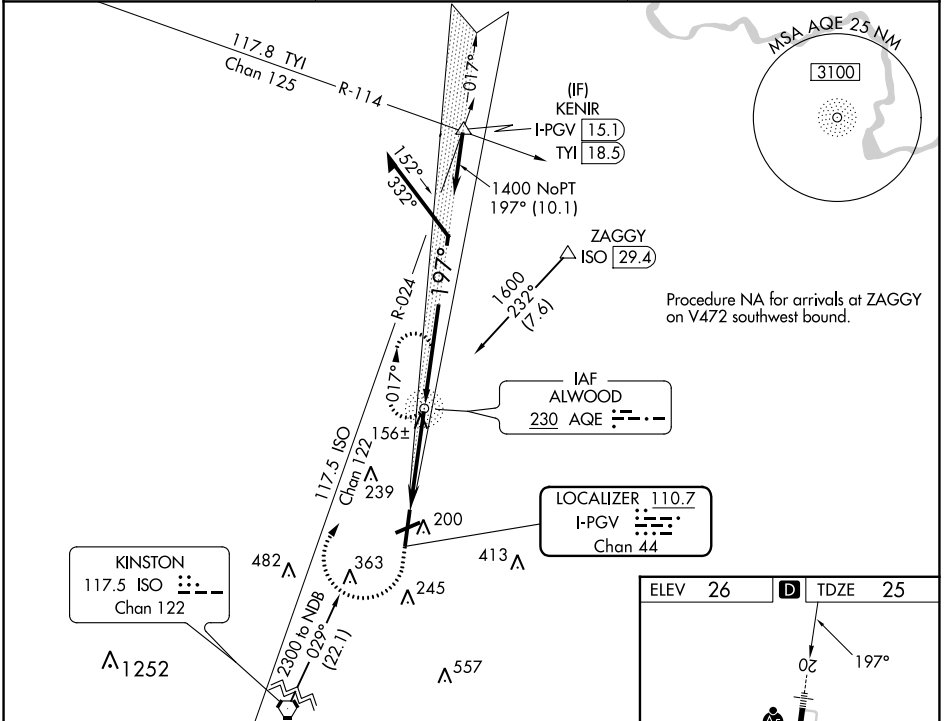 117.8 TYI
Chan 125
R-114
017°
(IF)
KENIR
I-PGV 15.1
TYI 18.5
MSA AQE 25 NM
3100
152°
332°
1400 NoPT
197° (10.1)
197°
ZAGGY
ISO 29.4
1600
232°
(7.6)
Procedure NA for arrivals at ZAGGY
on V472 southwest bound.
R-024
017°
IAF
ALWOOD
230 AQE
156±
117.5 ISO
Chan 122
239
200
LOCALIZER 110.7
I-PGV
Chan 44
482
363
413
245
KINSTON
117.5 ISO
Chan 122
2300 to NDB
029°
(22.1)
1252
557
ELEV 26
D
TDZE 25
197°
20